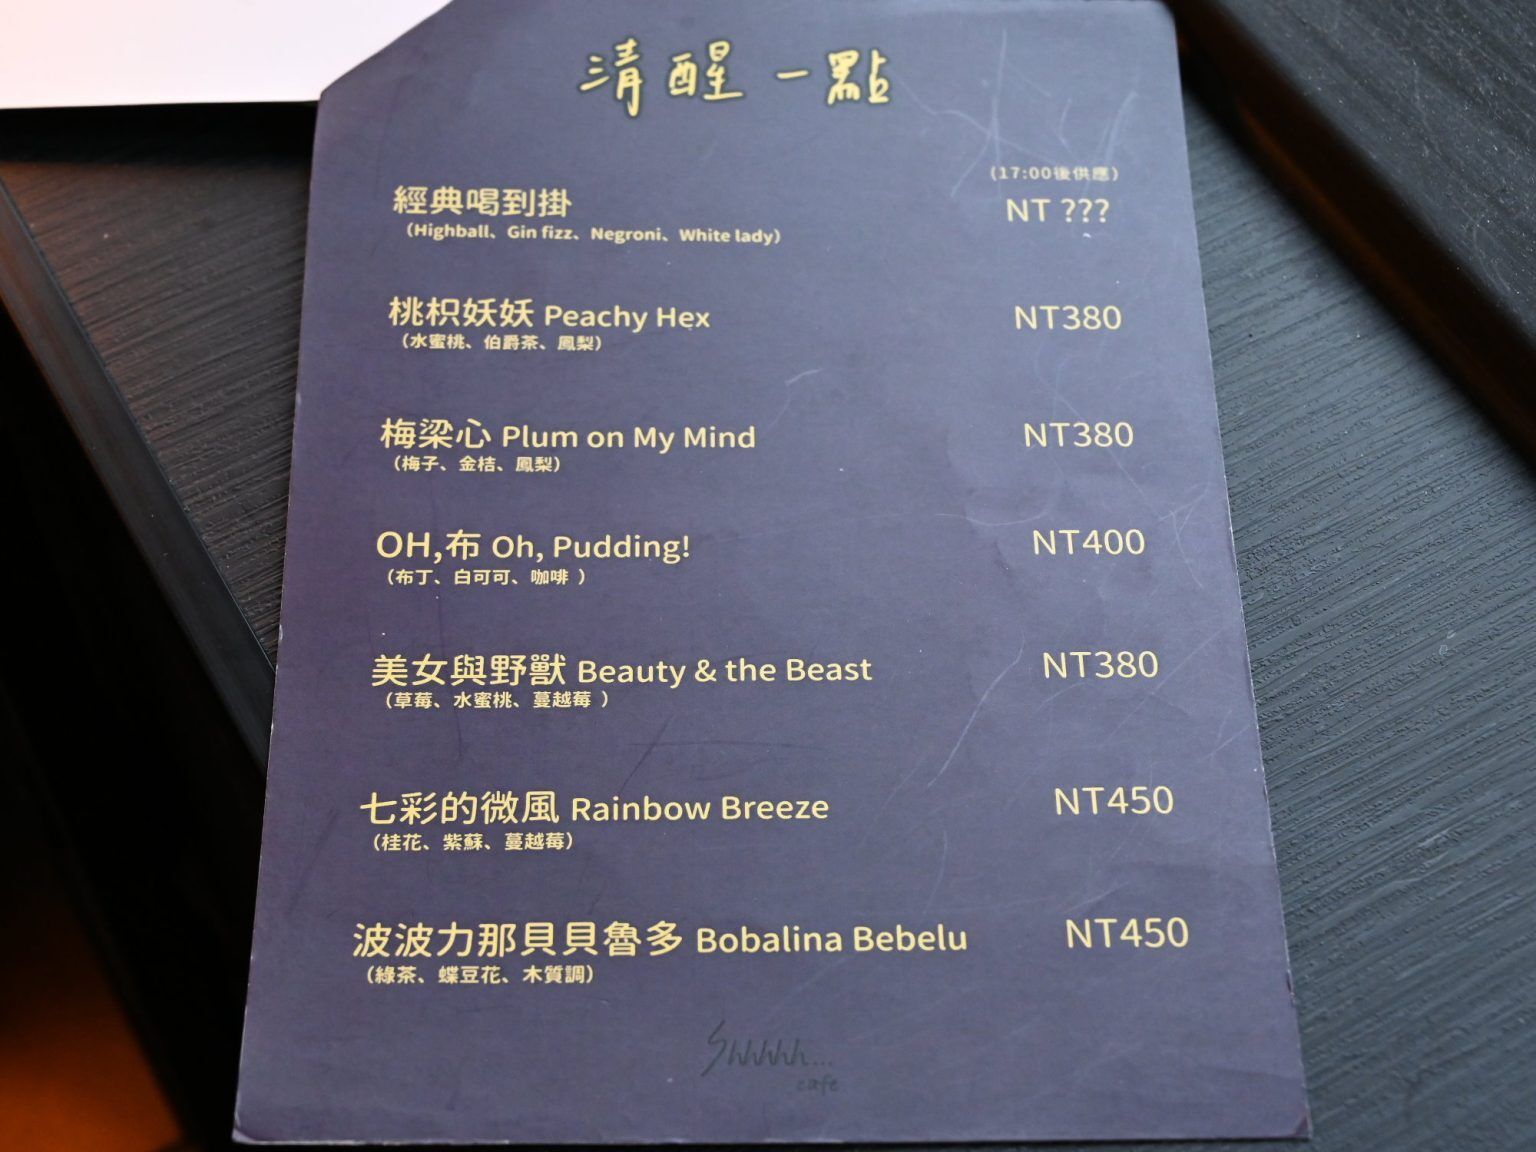 清醒一點
(17:00後供應)
經典喝到掛 NT ???
(Highball、Gin fizz、Negroni、White lady)
桃枳妖妖 Peachy Hex NT380
(水蜜桃、伯爵茶、鳳梨)
梅梁心 Plum on My Mind NT380
(梅子、金桔、鳳梨)
OH,布 Oh, Pudding! NT400
(布丁、白可可、咖啡 )
美女與野獸 Beauty & the Beast NT380
(草莓、水蜜桃、蔓越莓 )
七彩的微風 Rainbow Breeze NT450
(桂花、紫蘇、蔓越莓)
波波力那貝貝魯多 Bobalina Bebelu NT450
(綠茶、蝶豆花、木質調)
Shhhhh...
cafe